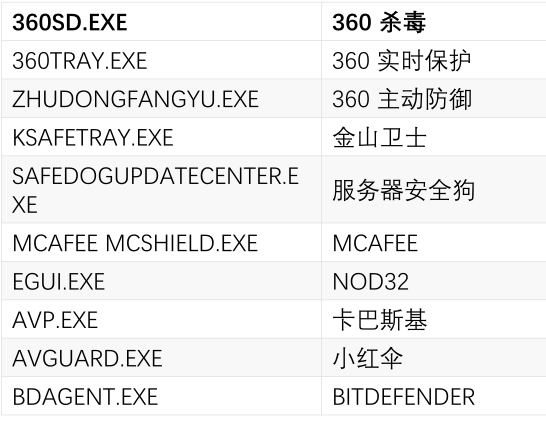 360SD.EXE 360 杀毒
360TRAY.EXE 360 实时保护
ZHUDONGFANGYU.EXE 360 主动防御
KSAFETRAY.EXE 金山卫士
SAFEDOGUPDATECENTER.E
XE
服务器安全狗
MCAFEE MCSHIELD.EXE MCAFEE
EGUI.EXE NOD32
AVP.EXE 卡巴斯基
AVGUARD.EXE 小红伞
BDAGENT.EXE BITDEFENDER